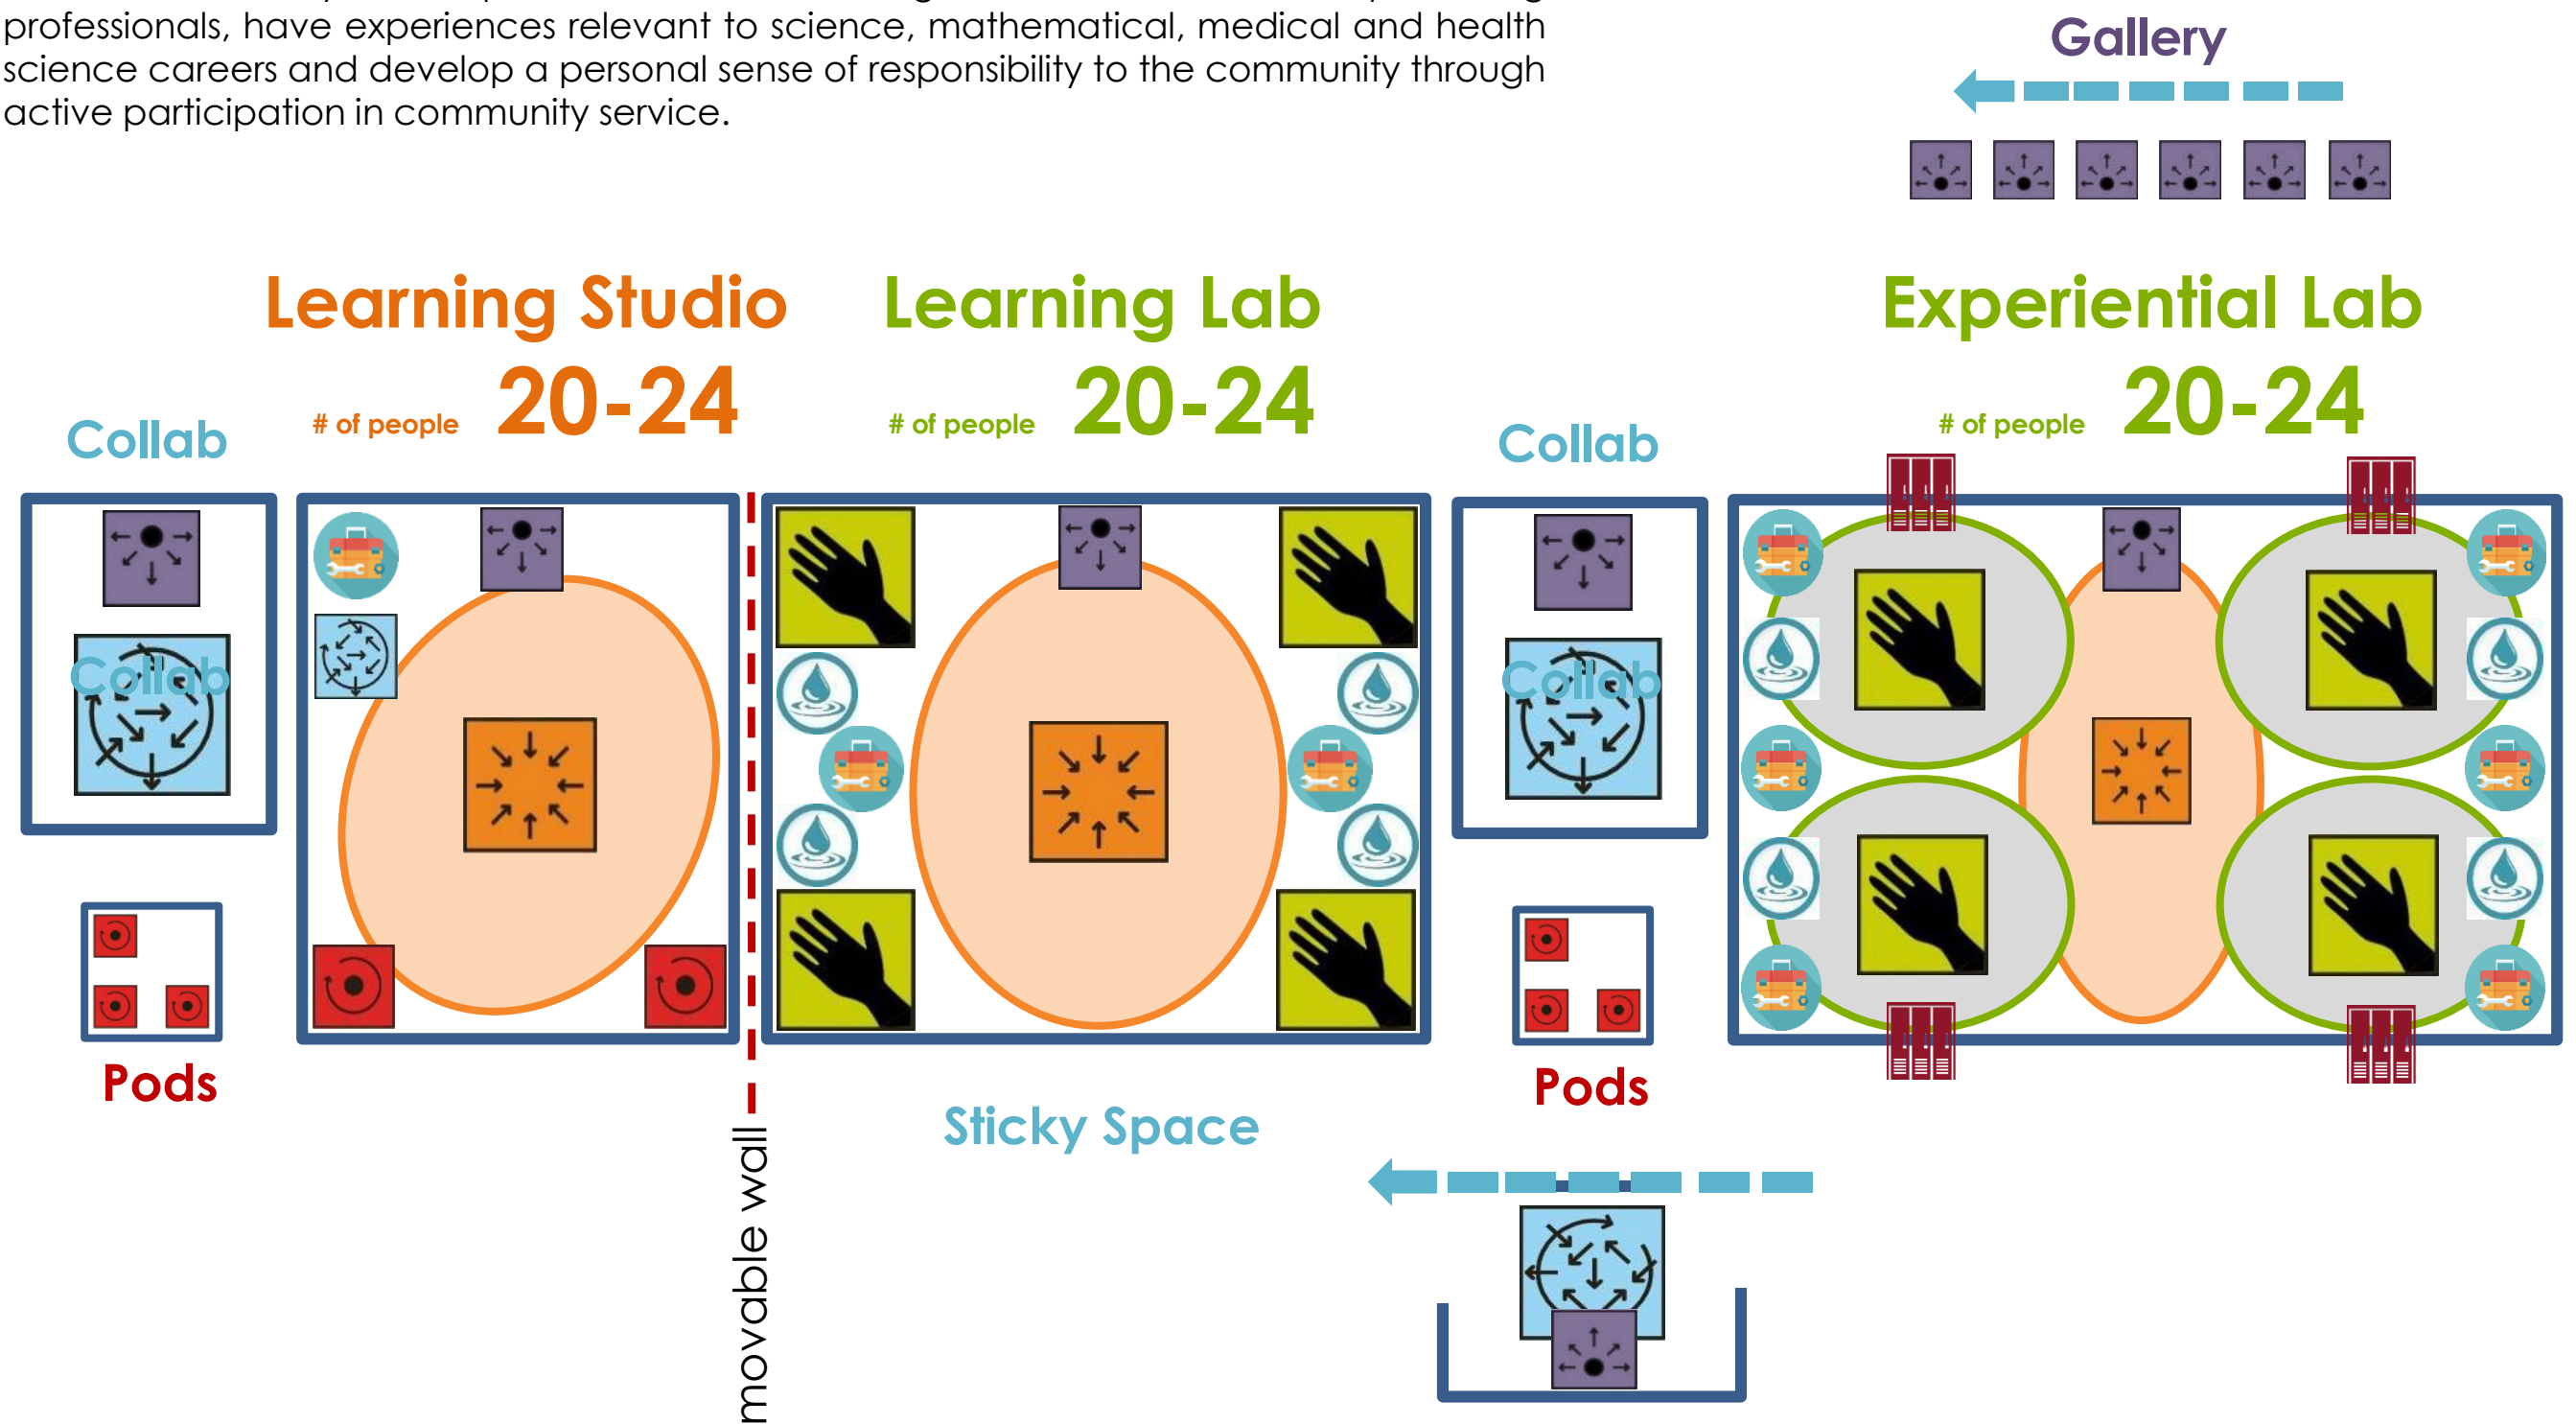 professionals, have experiences relevant to science, mathematical, medical and health
science careers and develop a personal sense of responsibility to the community through
active participation in community service.
Gallery
Learning Studio
# of people 20-24
Learning Lab
# of people 20-24
Experiential Lab
# of people 20-24
Collab
Collab
Collab
Collab
Pods
Pods
Sticky Space
movable wall